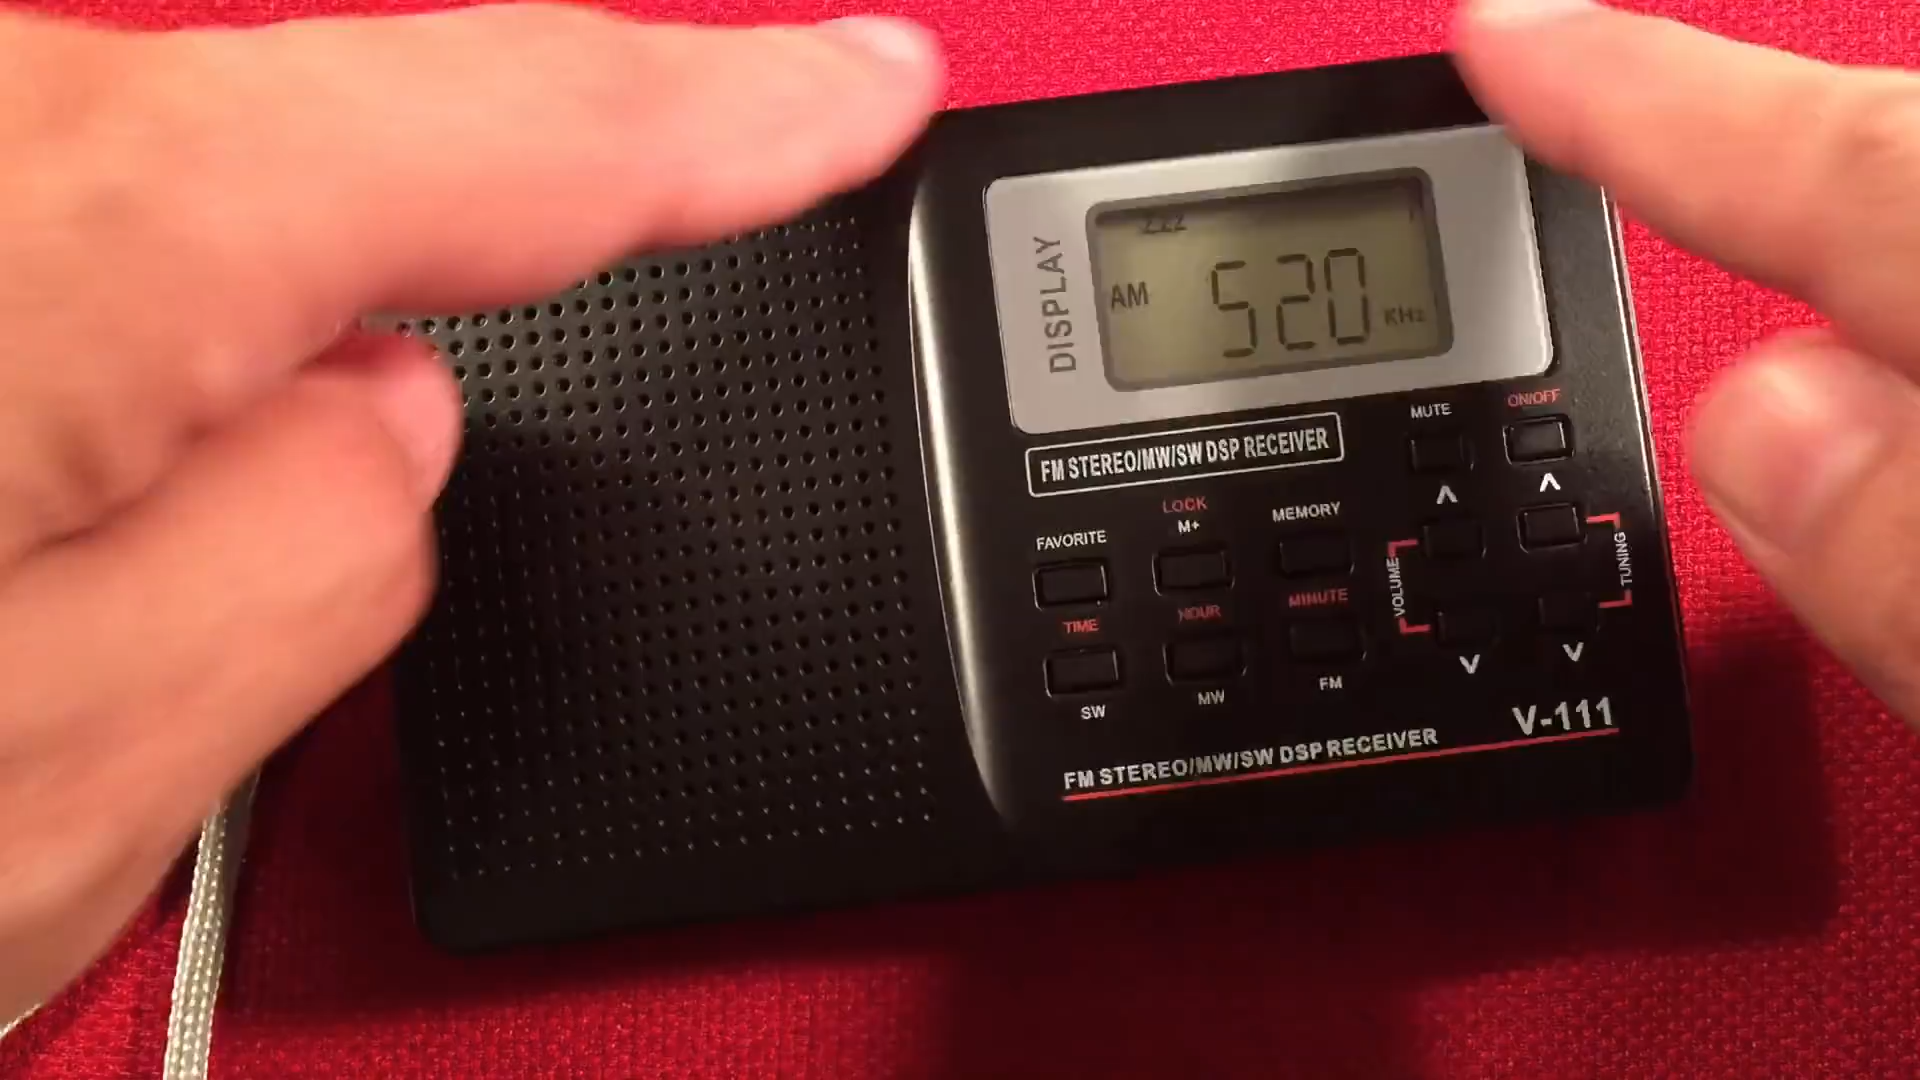 zzz
AM 520 KHz
DISPLAY
FM STEREO/MW/SW DSP RECEIVER
MUTE ON/OFF
FAVORITE LOCK M+ MEMORY
VOLUME TUNING
TIME HOUR MINUTE
SW MW FM
V-111
FM STEREO/MW/SW DSP RECEIVER